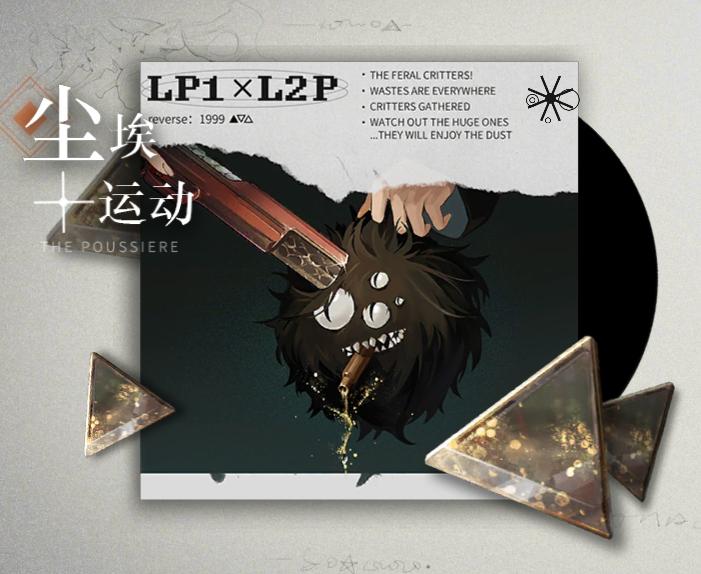 LP1×L2P
reverse: 1999 ▲▽△
• THE FERAL CRITTERS!
• WASTES ARE EVERYWHERE
• CRITTERS GATHERED
• WATCH OUT THE HUGE ONES
...THEY WILL ENJOY THE DUST
尘埃
运动
THE POUSSIERE